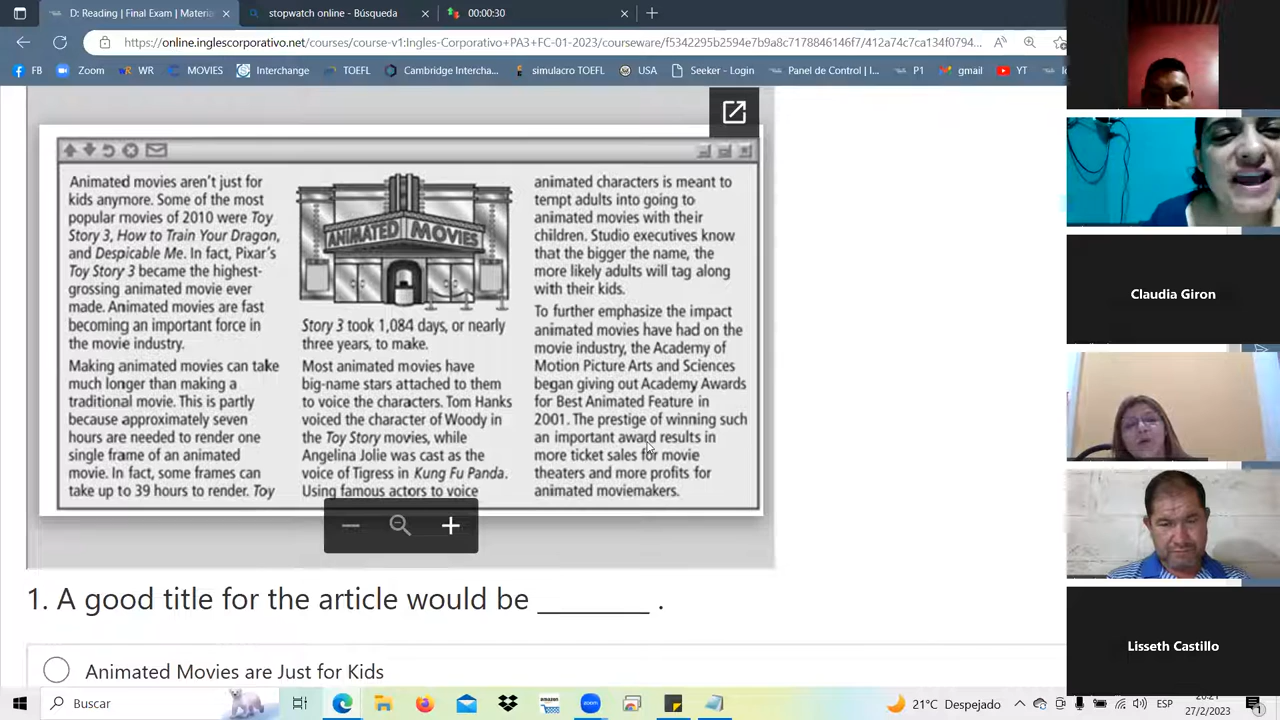 D: Reading | Final Exam | Materia
stopwatch online - Búsqueda
00:00:30
https://online.inglescorporativo.net/courses/course-v1:Ingles-Corporativo+PA3+FC-01-2023/courseware/f5342295b2594e7b9a8c7178846146f7/412a74c7ca134f0794...
FB
Zoom
WR
MOVIES
Interchange
TOEFL
Cambridge Intercha...
simulacro TOEFL
USA
Seeker - Login
Panel de Control | I...
P1
gmail
YT
Animated movies aren't just for
kids anymore. Some of the most
popular movies of 2010 were Toy
Story 3, How to Train Your Dragon,
and Despicable Me. In fact, Pixar's
Toy Story 3 became the highest-
grossing animated movie ever
made. Animated movies are fast
becoming an important force in
the movie industry.
Making animated movies can take
much longer than making a
traditional movie. This is partly
because approximately seven
hours are needed to render one
single frame of an animated
movie. In fact, some frames can
take up to 39 hours to render. Toy
ANIMATED MOVIES
Story 3 took 1,084 days, or nearly
three years, to make.
Most animated movies have
big-name stars attached to them
to voice the characters. Tom Hanks
voiced the character of Woody in
the Toy Story movies, while
Angelina Jolie was cast as the
voice of Tigress in Kung Fu Panda.
Using famous actors to voice
animated characters is meant to
tempt adults into going to
animated movies with their
children. Studio executives know
that the bigger the name, the
more likely adults will tag along
with their kids.
To further emphasize the impact
animated movies have had on the
movie industry, the Academy of
Motion Picture Arts and Sciences
began giving out Academy Awards
for Best Animated Feature in
2001. The prestige of winning such
an important award results in
more ticket sales for movie
theaters and more profits for
animated moviemakers.
1. A good title for the article would be ________ .
Animated Movies are Just for Kids
Claudia Giron
Lisseth Castillo
Buscar
amazon
zoom
21°C Despejado
ESP
27/2/2023
1